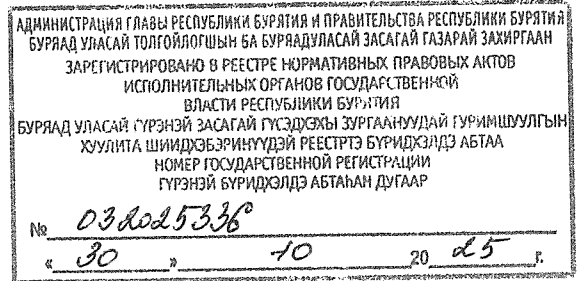 АДМИНИСТРАЦИЯ ГЛАВЫ РЕСПУБЛИКИ БУРЯТИЯ И ПРАВИТЕЛЬСТВА РЕСПУБЛИКИ БУРЯТИЯ
БУРЯАД УЛАСАЙ ТОЛГОЙЛОГШЫН БА БУРЯАДУЛАСАЙ ЗАСАГАЙ ГАЗАРАЙ ЗАХИРГААН
ЗАРЕГИСТРИРОВАНО В РЕЕСТРЕ НОРМАТИВНЫХ ПРАВОВЫХ АКТОВ
ИСПОЛНИТЕЛЬНЫХ ОРГАНОВ ГОСУДАРСТВЕННОЙ
ВЛАСТИ РЕСПУБЛИКИ БУРЯТИЯ
БУРЯАД УЛАСАЙ ГҮРЭНЭЙ ЗАСАГАЙ ГҮСЭДХЭХЫ ЗУРГААНУУДАЙ ГУРИМШУУЛГЫН
ХУУЛИТА ШИИДХЭБЭРИНҮҮДЭЙ РЕЕСТРТЭ БҮРИДХЭЛДЭ АБТАА
НОМЕР ГОСУДАРСТВЕННОЙ РЕГИСТРАЦИИ
ГҮРЭНЭЙ БҮРИДХЭЛДЭ АБТАҺАН ДУГААР
№ 032025336
« 30 » 10 20 25 г.